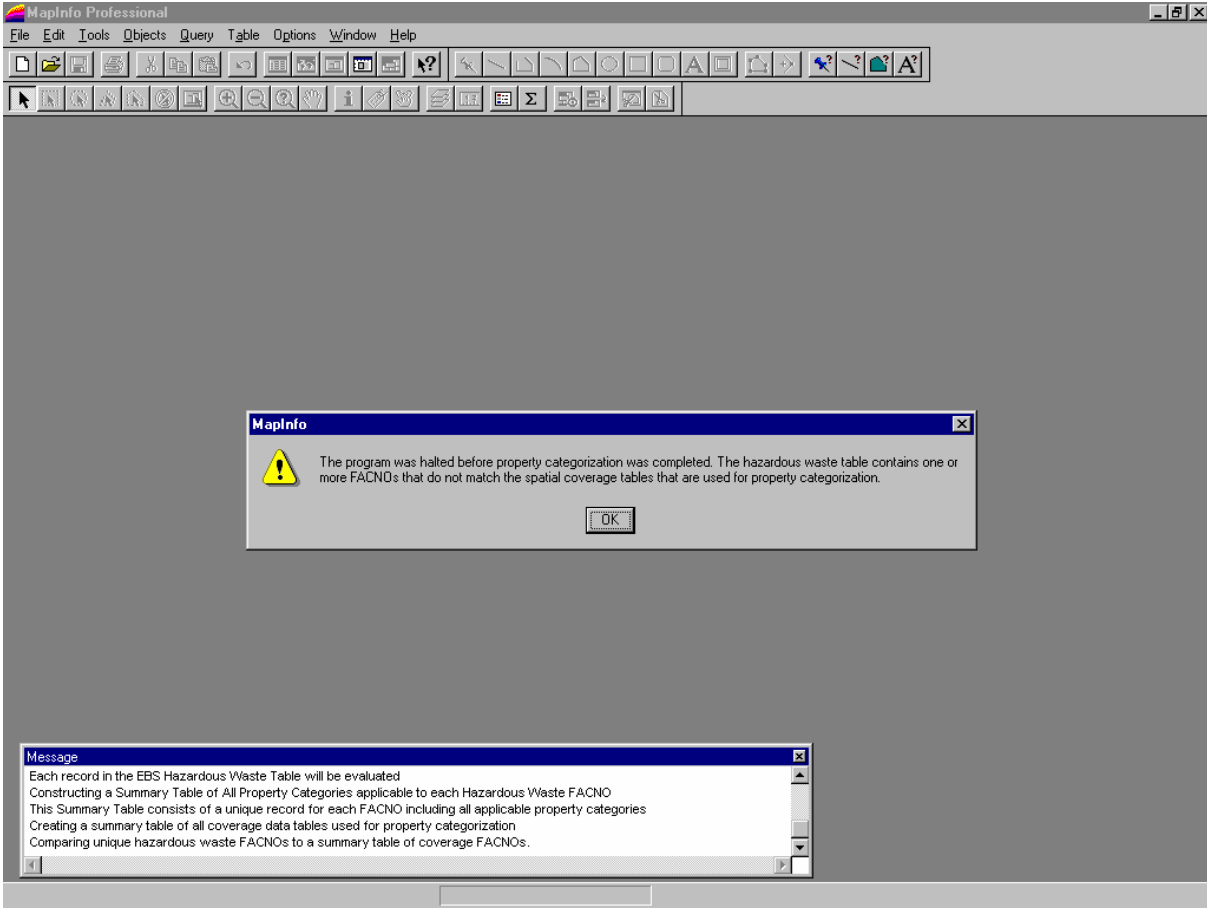 MapInfo Professional
File Edit Tools Objects Query Table Options Window Help
MapInfo
The program was halted before property categorization was completed. The hazardous waste table contains one or
more FACNOs that do not match the spatial coverage tables that are used for property categorization.
OK
Message
Each record in the EBS Hazardous Waste Table will be evaluated
Constructing a Summary Table of All Property Categories applicable to each Hazardous Waste FACNO
This Summary Table consists of a unique record for each FACNO including all applicable property categories
Creating a summary table of all coverage data tables used for property categorization
Comparing unique hazardous waste FACNOs to a summary table of coverage FACNOs.